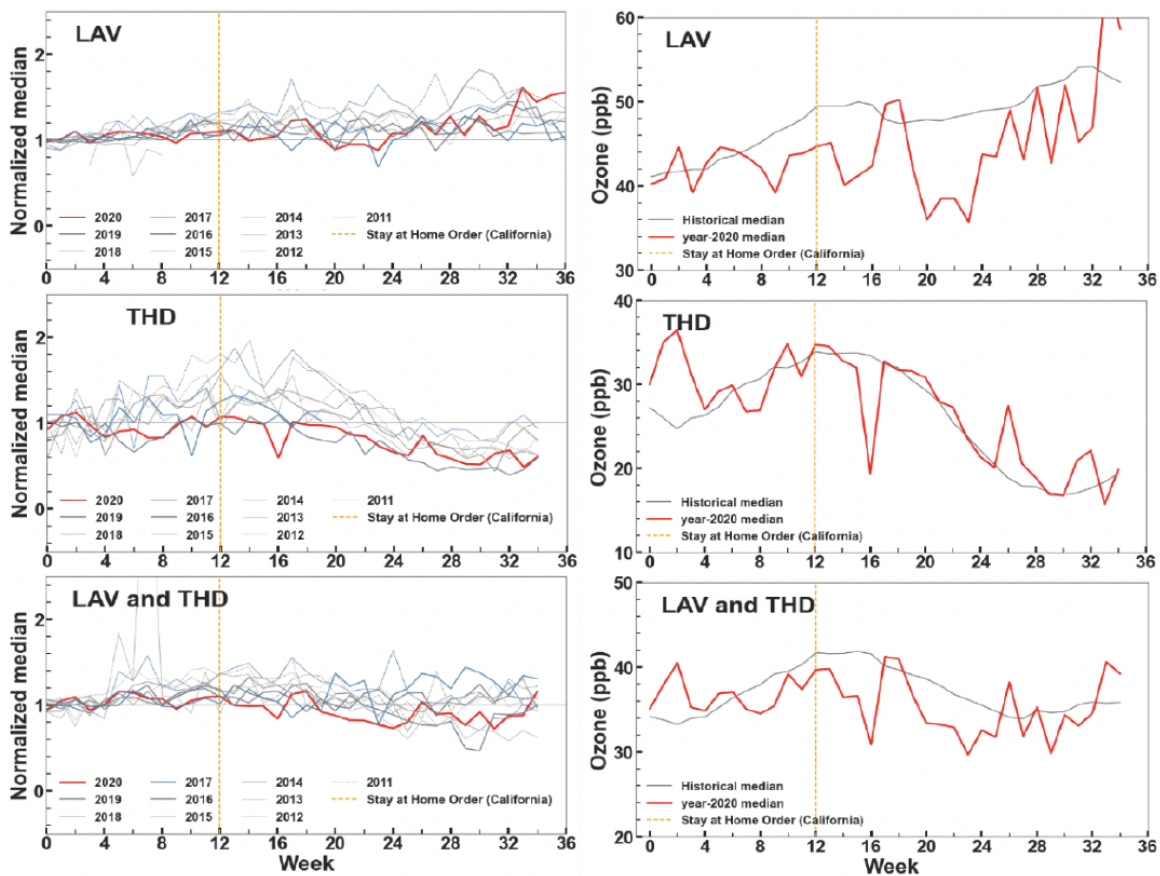 LAV
Normalized median
2
1
0
0 4 8 12 16 20 24 28 32 36
2020 2017 2014 2011
2019 2016 2013 Stay at Home Order (California)
2018 2015 2012
LAV
Ozone (ppb)
60
50
40
30
0 4 8 12 16 20 24 28 32 36
Historical median
year-2020 median
Stay at Home Order (California)
THD
Normalized median
2
1
0
0 4 8 12 16 20 24 28 32 36
2020 2017 2014 2011
2019 2016 2013 Stay at Home Order (California)
2018 2015 2012
THD
Ozone (ppb)
40
30
20
10
0 4 8 12 16 20 24 28 32 36
Historical median
year-2020 median
Stay at Home Order (California)
LAV and THD
Normalized median
2
1
0
0 4 8 12 16 20 24 28 32 36
Week
2020 2017 2014 2011
2019 2016 2013 Stay at Home Order (California)
2018 2015 2012
LAV and THD
Ozone (ppb)
50
40
30
20
0 4 8 12 16 20 24 28 32 36
Week
Historical median
year-2020 median
Stay at Home Order (California)